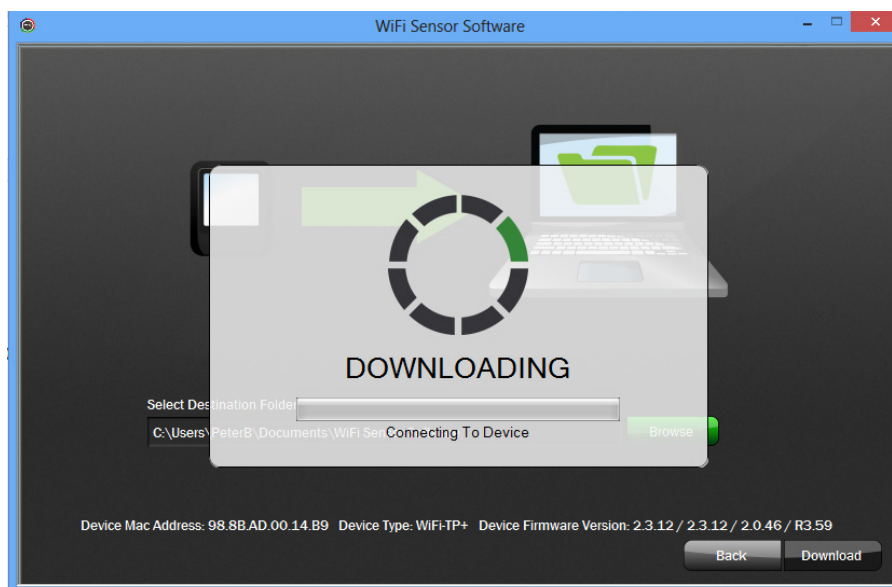 WiFi Sensor Software
DOWNLOADING
Select Destination Folder
C:\Users\PeterB\Documents\WiFi Sen
Connecting To Device
Browse
Device Mac Address: 98.8B.AD.00.14.B9 Device Type: WiFi-TP+ Device Firmware Version: 2.3.12 / 2.3.12 / 2.0.46 / R3.59
Back Download